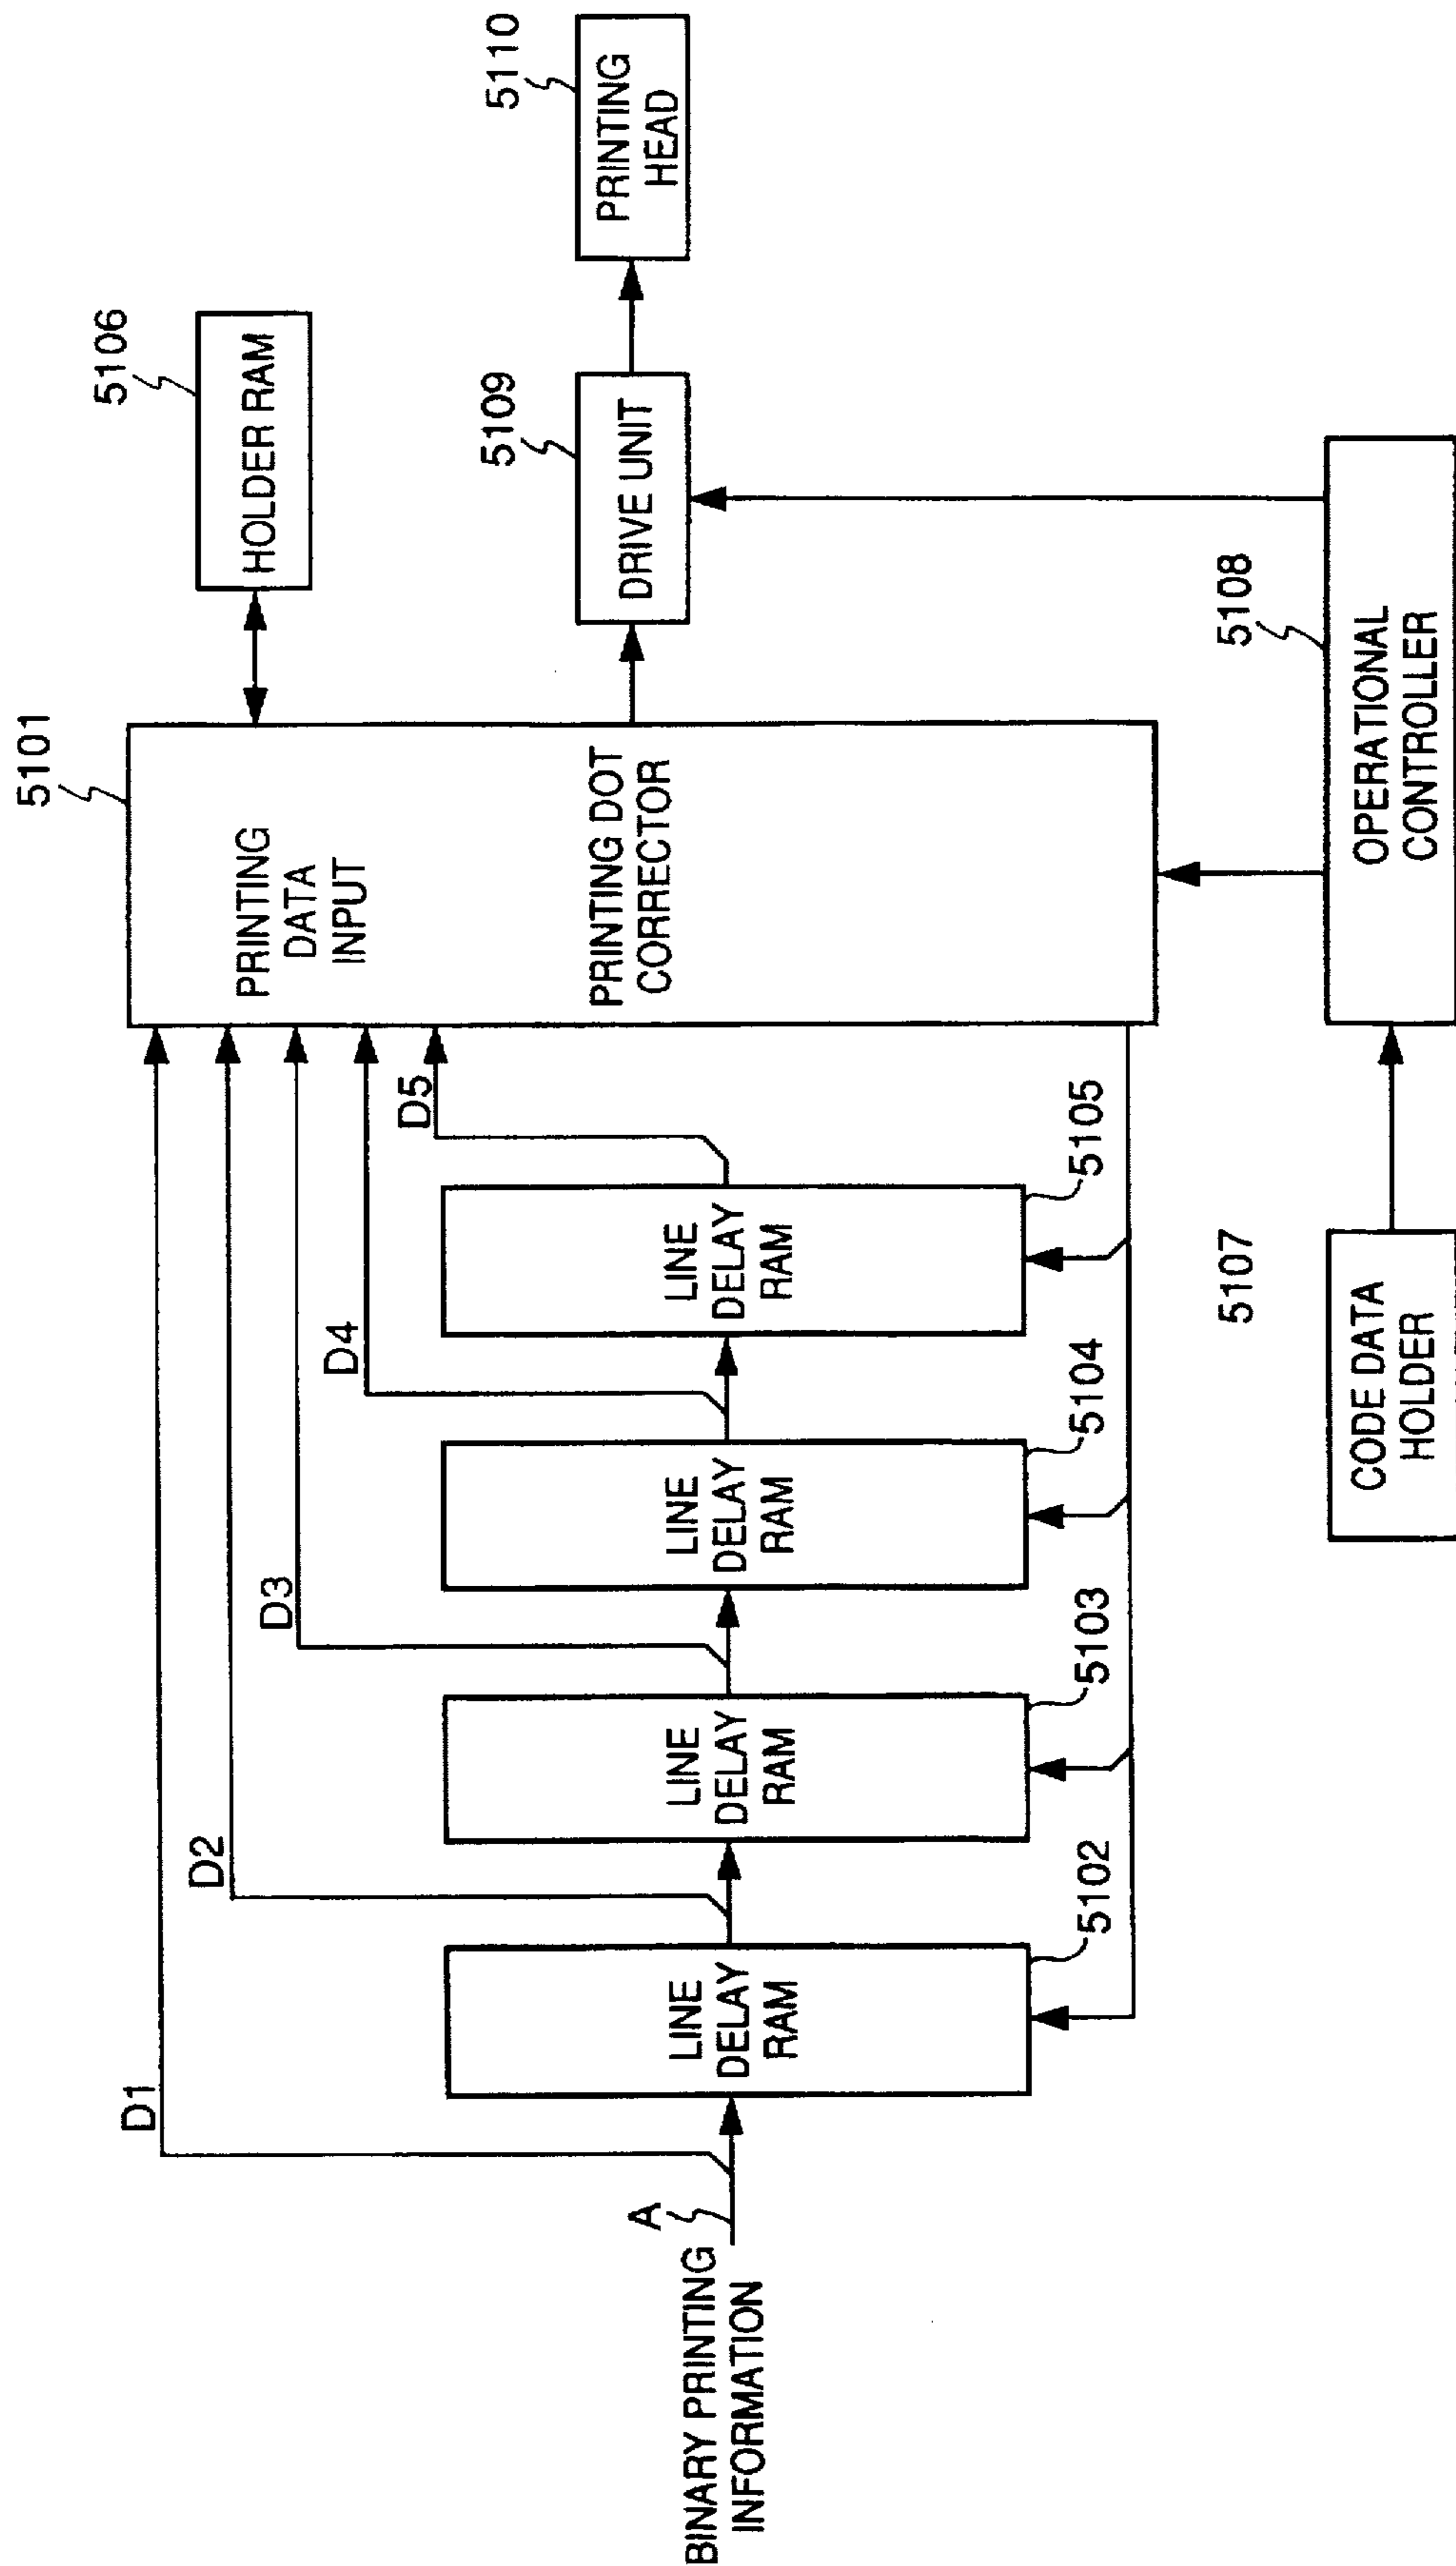 5101
5106
5110
D1
D2
D3
D4
D5
PRINTING
DATA
INPUT
PRINTING DOT
CORRECTOR
HOLDER RAM
5109
DRIVE UNIT
PRINTING
HEAD
A
BINARY PRINTING
INFORMATION
LINE
DELAY
RAM
5102
LINE
DELAY
RAM
5103
LINE
DELAY
RAM
5104
LINE
DELAY
RAM
5105
5107
CODE DATA
HOLDER
5108
OPERATIONAL
CONTROLLER